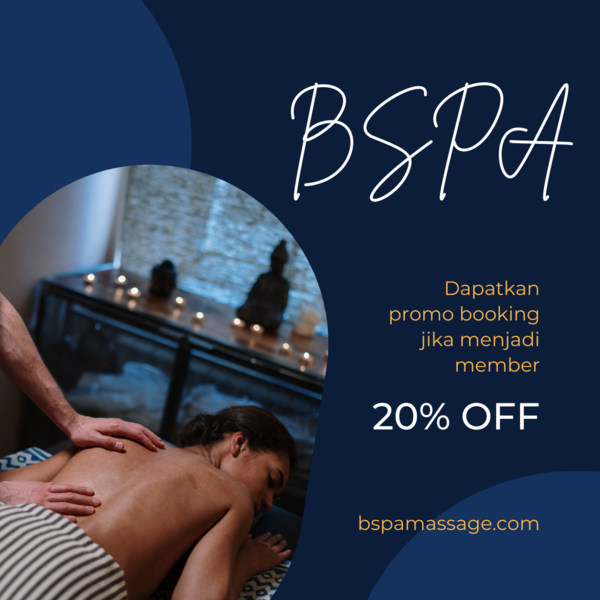 BSPA
Dapatkan
promo booking
jika menjadi
member
20% OFF
bspamassage.com